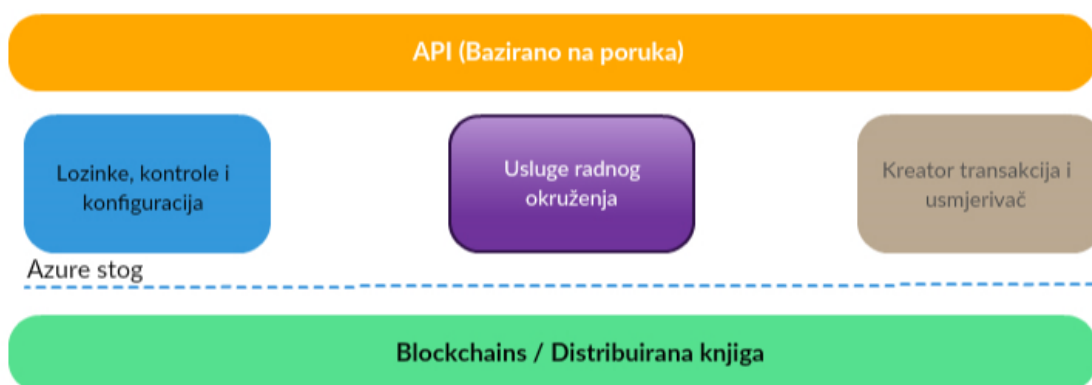 API (Bazirano na poruka)
Lozinke, kontrole i
konfiguracija
Usluge radnog
okruženja
Kreator transakcija i
usmjerivač
Azure stog
Blockchains / Distribuirana knjiga